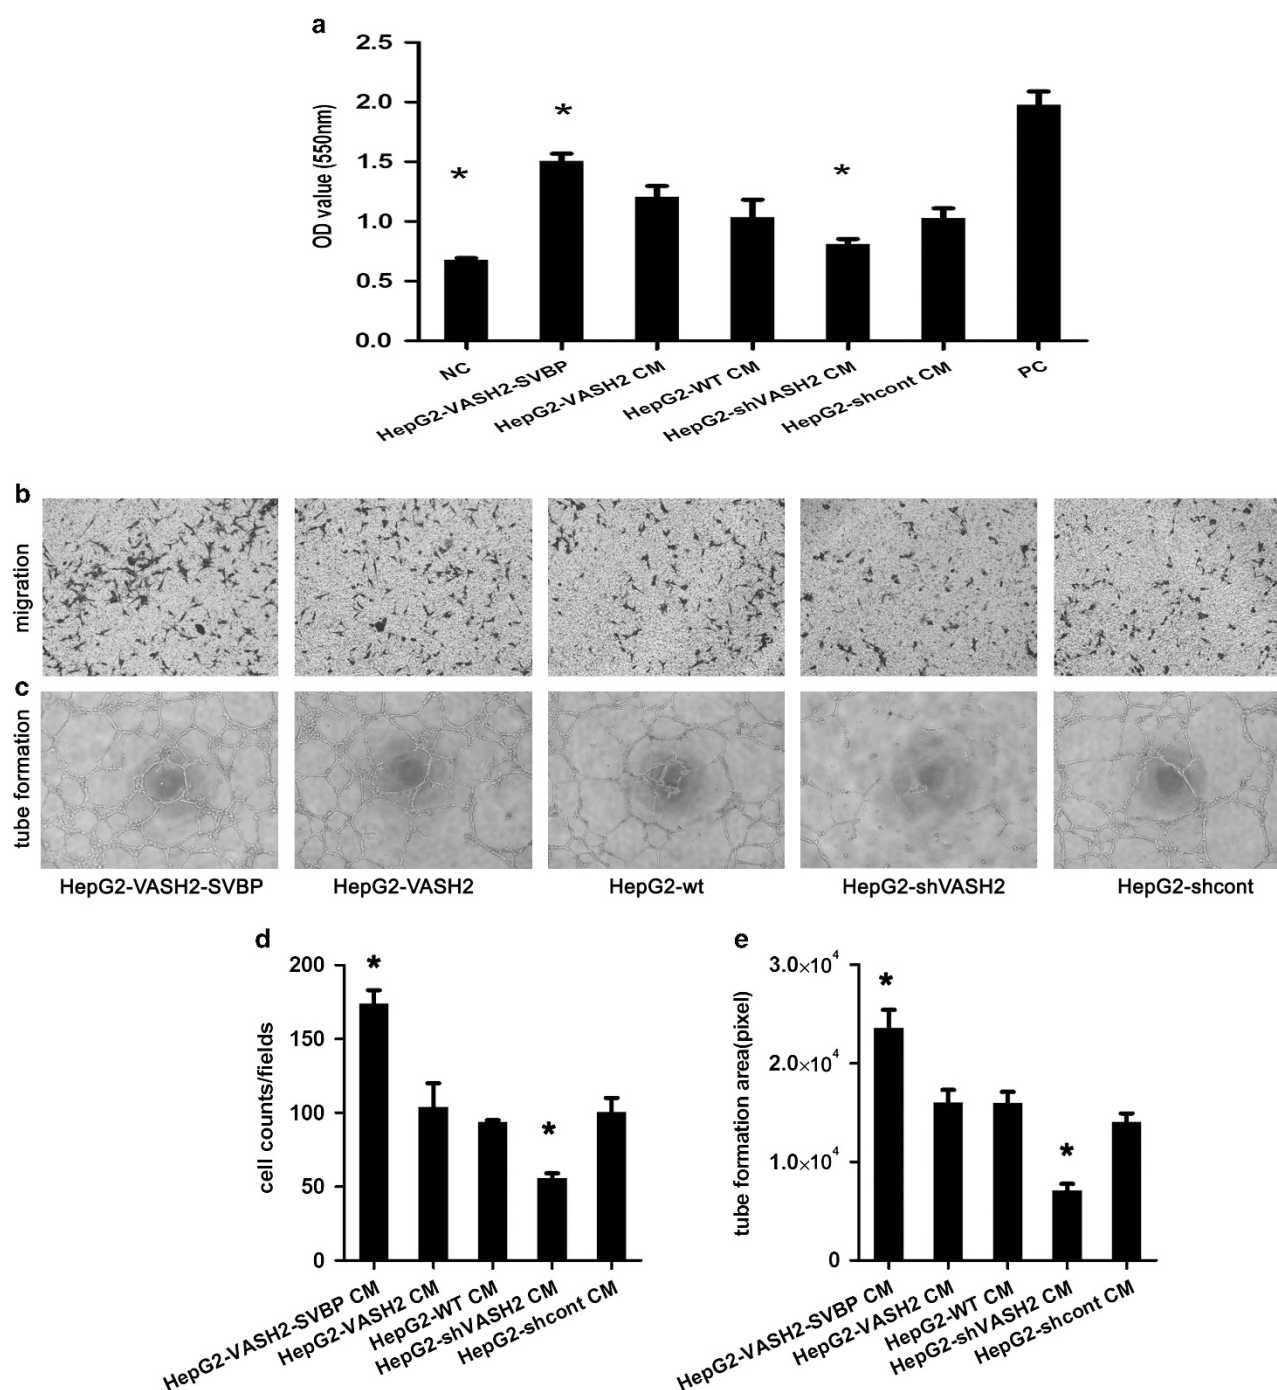 a
2.5
2.0
1.5
1.0
0.5
0.0
OD value (550nm)
* * *
NC
HepG2-VASH2-SVBP
HepG2-VASH2 CM
HepG2-WT CM
HepG2-shVASH2 CM
HepG2-shcont CM
PC
b
migration
c
tube formation
HepG2-VASH2-SVBP
HepG2-VASH2
HepG2-wt
HepG2-shVASH2
HepG2-shcont
d
200
150
100
50
0
cell counts/fields
* *
HepG2-VASH2-SVBP CM
HepG2-VASH2 CM
HepG2-WT CM
HepG2-shVASH2 CM
HepG2-shcont CM
e
3.0×10⁴
2.0×10⁴
1.0×10⁴
0
tube formation area(pixel)
* *
HepG2-VASH2-SVBP CM
HepG2-VASH2 CM
HepG2-WT CM
HepG2-shVASH2 CM
HepG2-shcont CM